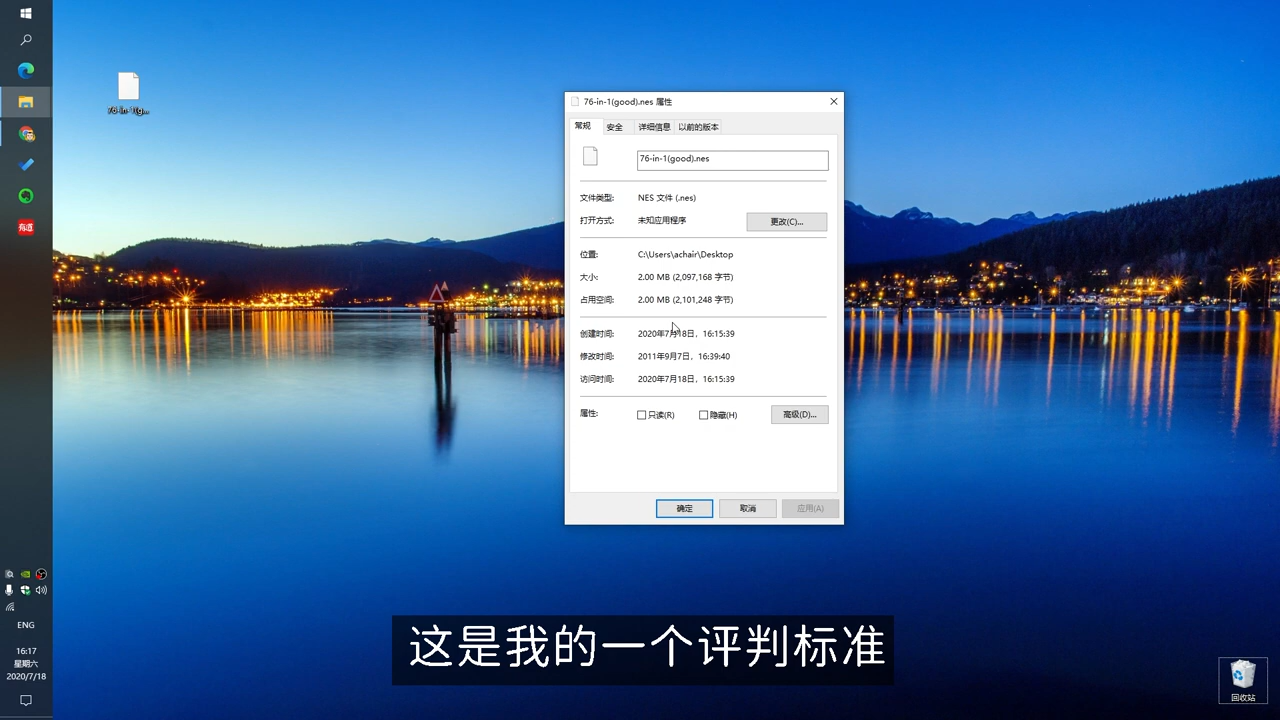 76-in-1(g...
76-in-1(good).nes 属性
常规 安全 详细信息 以前的版本
76-in-1(good).nes
文件类型: NES 文件 (.nes)
打开方式: 未知应用程序 更改(C)...
位置: C:\Users\achair\Desktop
大小: 2.00 MB (2,097,168 字节)
占用空间: 2.00 MB (2,101,248 字节)
创建时间: 2020年7月18日，16:15:39
修改时间: 2011年9月7日，16:39:40
访问时间: 2020年7月18日，16:15:39
属性: 只读(R) 隐藏(H) 高级(D)...
确定 取消 应用(A)
有道
ENG
16:17
星期六
2020/7/18
这是我的一个评判标准
回收站